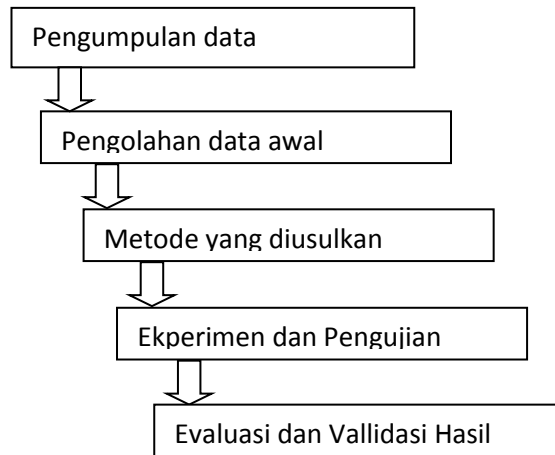 Pengumpulan data
Pengolahan data awal
Metode yang diusulkan
Ekperimen dan Pengujian
Evaluasi dan Vallidasi Hasil